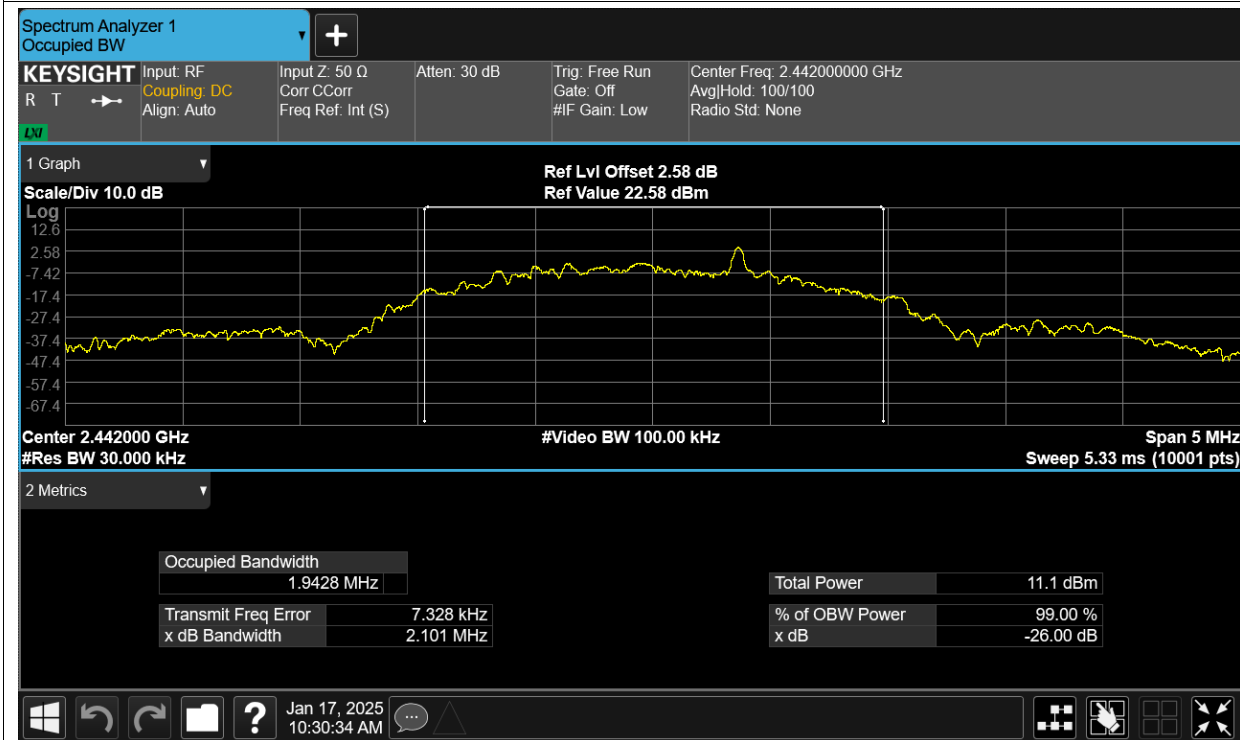 Spectrum Analyzer 1
Occupied BW
+
KEYSIGHT
R T
LXI
Input: RF
Coupling: DC
Align: Auto
Input Z: 50 Ω
Corr CCorr
Freq Ref: Int (S)
Atten: 30 dB
Trig: Free Run
Gate: Off
#IF Gain: Low
Center Freq: 2.442000000 GHz
Avg|Hold: 100/100
Radio Std: None
1 Graph
Scale/Div 10.0 dB
Ref Lvl Offset 2.58 dB
Ref Value 22.58 dBm
Log
12.6
2.58
-7.42
-17.4
-27.4
-37.4
-47.4
-57.4
-67.4
Center 2.442000 GHz
#Video BW 100.00 kHz
Span 5 MHz
#Res BW 30.000 kHz
Sweep 5.33 ms (10001 pts)
2 Metrics
Occupied Bandwidth
1.9428 MHz
Total Power 11.1 dBm
Transmit Freq Error 7.328 kHz
% of OBW Power 99.00 %
x dB Bandwidth 2.101 MHz
x dB -26.00 dB
?
Jan 17, 2025
10:30:34 AM